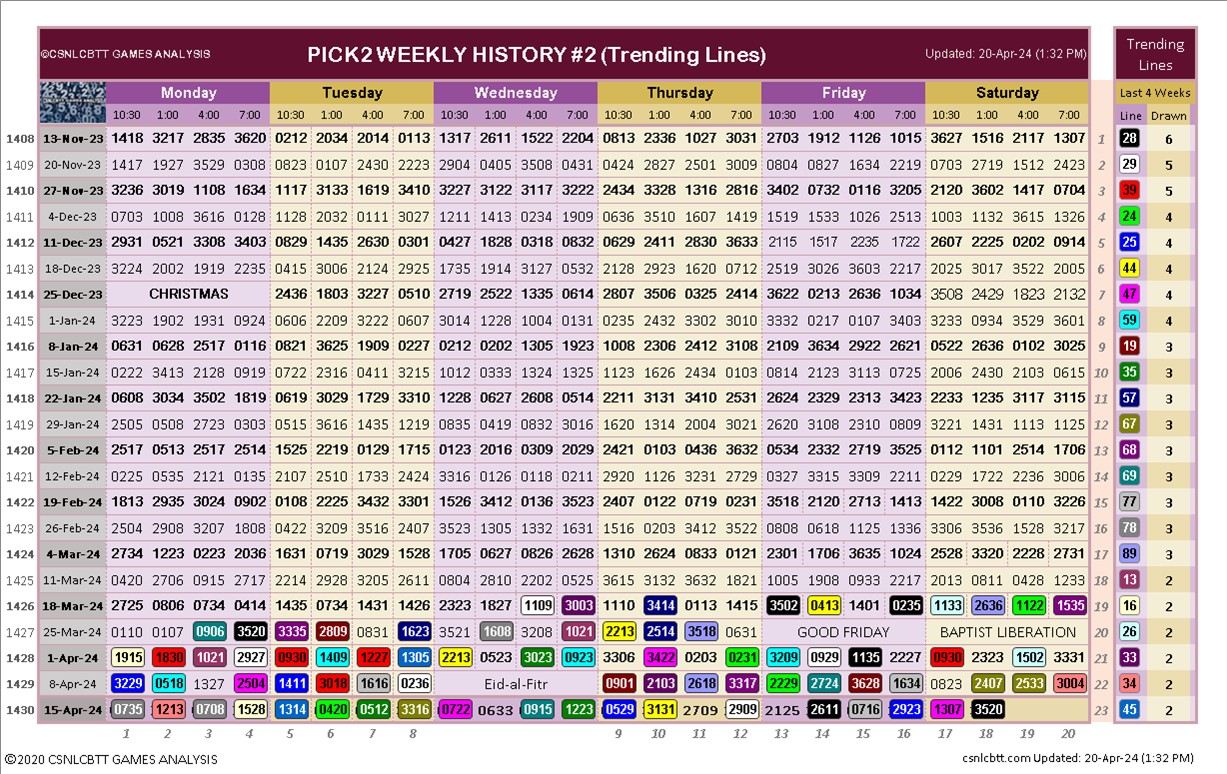 ©CSNLCBTT GAMES ANALYSIS PICK2 WEEKLY HISTORY #2 (Trending Lines) Updated: 20-Apr-24 (1:32 PM) Trending Lines
Monday Tuesday Wednesday Thursday Friday Saturday Last 4 Weeks
10:30 1:00 4:00 7:00 10:30 1:00 4:00 7:00 10:30 1:00 4:00 7:00 10:30 1:00 4:00 7:00 10:30 1:00 4:00 7:00 10:30 1:00 4:00 7:00 Line Drawn
1408 13-Nov-23 1418 3217 2835 3620 0212 2034 2014 0113 1317 2611 1522 2204 0813 2336 1027 3031 2703 1912 1126 1015 3627 1516 2117 1307 1 28 6
1409 20-Nov-23 1417 1927 3529 0308 0823 0107 2430 2223 2904 0405 3508 0431 0424 2827 2501 3009 0804 0827 1634 2219 0703 2719 1512 2423 2 29 5
1410 27-Nov-23 3236 3019 1108 1634 1117 3133 1619 3410 3227 3122 3117 3222 2434 3328 1316 2816 3402 0732 0116 3205 2120 3602 1417 0704 3 39 5
1411 4-Dec-23 0703 1008 3616 0128 1128 2032 0111 3027 1211 1413 0234 1909 0636 3510 1607 1419 1519 1533 1026 2513 1003 1132 3615 1326 4 24 4
1412 11-Dec-23 2931 0521 3308 3403 0829 1435 2630 0301 0427 1828 0318 0832 0629 2411 2830 3633 2115 1517 2235 1722 2607 2225 0202 0914 5 25 4
1413 18-Dec-23 3224 2002 1919 2235 0415 3006 2124 2924 1735 1914 3127 0532 2128 2923 1620 0712 2519 3026 3603 2217 2025 3017 3522 2005 6 44 4
1414 25-Dec-23 CHRISTMAS 2436 1803 3227 0511 2719 2522 1335 0614 2807 3506 0325 2414 3622 0213 2636 1034 3508 2429 1823 2132 7 47 4
1415 1-Jan-24 3223 1902 1931 0924 0606 2209 3222 0602 3014 1228 1004 0131 0235 2432 3302 3010 3332 0217 0107 3403 3233 0934 3529 3601 8 59 4
1416 8-Jan-24 0631 0628 2517 0116 0821 3625 1909 0227 0212 0202 1305 1923 1008 2306 2412 3108 2109 3634 2922 2621 0522 2636 0102 3025 9 19 3
1417 15-Jan-24 0222 3413 2128 0919 0722 2316 0411 3215 1012 0333 1324 1325 1123 1626 2434 0103 0814 2123 3113 0725 2006 2430 2103 0615 10 35 3
1418 22-Jan-24 0608 3034 3502 1819 0619 3029 1729 3310 1228 0627 2608 0514 2211 3131 3410 2531 2624 2329 2313 3423 2233 1235 3117 3115 11 57 3
1419 29-Jan-24 2505 0508 2723 0303 0515 3616 1435 1219 0835 0419 0832 3016 1620 1314 2004 3021 2620 3108 2310 0809 3221 1431 1113 1125 12 67 3
1420 5-Feb-24 2517 0513 2517 2514 1525 2219 0129 1715 0123 2016 0309 2029 2421 0103 0436 3632 0534 2332 2719 3525 0112 1101 2514 1706 13 68 3
1421 12-Feb-24 0225 0535 2121 0135 2107 2510 1733 2424 3316 0126 0118 0211 2920 1126 3231 2729 0327 3315 3309 2211 0229 1722 2236 3006 14 69 3
1422 19-Feb-24 1813 2935 3024 0902 0108 2225 3432 3301 1526 3412 0136 3523 2407 0122 0719 0231 3518 2120 2713 1413 1422 3008 0110 3226 15 77 3
1423 26-Feb-24 2504 2908 3207 1808 0422 3209 3516 2407 3523 1305 1332 1631 1516 0203 3412 3522 0808 0618 1125 1336 3306 3536 1528 3217 16 78 3
1424 4-Mar-24 2734 1223 0223 2036 1631 0719 3029 1528 1705 0627 0826 2628 1310 2624 0833 0121 2301 1706 3635 1024 2528 3320 2228 2731 17 89 3
1425 11-Mar-24 0420 2706 0915 2717 2214 2928 3205 2611 0804 2810 2202 0525 3615 3132 3632 1821 1005 1908 0933 2217 2013 0811 0428 1233 18 13 2
1426 18-Mar-24 2725 0806 0734 0414 1435 0734 1431 1426 2323 1827 1109 3003 1110 3414 0113 1415 3502 0413 1401 0235 1133 2636 1122 1535 19 16 2
1427 25-Mar-24 0110 0107 0906 3520 3335 2809 0831 1623 3521 1608 3208 1021 2213 2514 3518 0631 GOOD FRIDAY BAPTIST LIBERATION 20 26 2
1428 1-Apr-24 1915 1830 1021 2927 0930 1409 1227 1305 2213 0523 3023 0923 3306 3422 0203 0231 3209 0929 1135 2227 0930 2323 1502 3331 21 33 2
1429 8-Apr-24 3229 0518 1327 2504 1411 3018 1616 0236 Eid-al-Fitr 0901 2103 2618 3317 2229 2724 3628 1634 0823 2407 2533 3004 22 34 2
1430 15-Apr-24 0735 1213 0708 1528 1314 0420 0512 3316 0722 0633 0915 1223 0529 3131 2709 2909 2125 2611 0716 2923 1307 3520 23 45 2
1 2 3 4 5 6 7 8 9 10 11 12 13 14 15 16 17 18 19 20
©2020 CSNLCBTT GAMES ANALYSIS csnlcbtt.com Updated: 20-Apr-24 (1:32 PM)